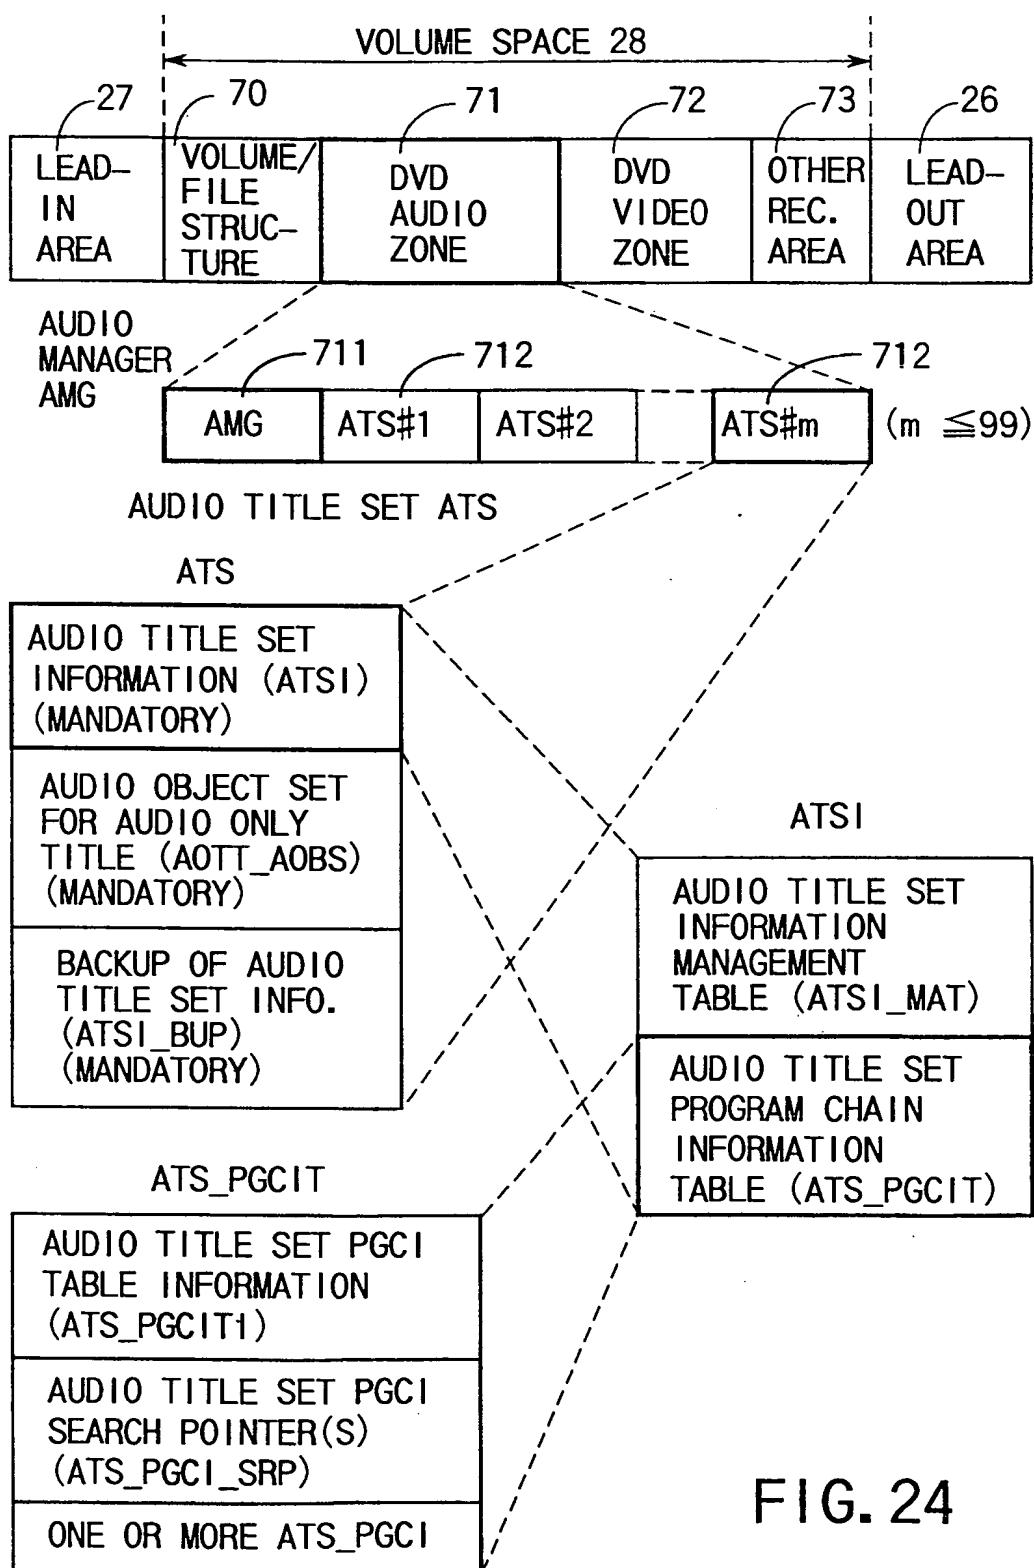 VOLUME SPACE 28
27
70
71
72
73
26
LEAD-
IN
AREA
VOLUME/
FILE
STRUC-
TURE
DVD
AUDIO
ZONE
DVD
VIDEO
ZONE
OTHER
REC.
AREA
LEAD-
OUT
AREA
AUDIO
MANAGER
AMG
711
712
712
AMG
ATS#1
ATS#2
ATS#m
(m ≦99)
AUDIO TITLE SET ATS
ATS
AUDIO TITLE SET
INFORMATION (ATSI)
(MANDATORY)
AUDIO OBJECT SET
FOR AUDIO ONLY
TITLE (AOTT_AOBS)
(MANDATORY)
BACKUP OF AUDIO
TITLE SET INFO.
(ATSI_BUP)
(MANDATORY)
ATSI
AUDIO TITLE SET
INFORMATION
MANAGEMENT
TABLE (ATSI_MAT)
AUDIO TITLE SET
PROGRAM CHAIN
INFORMATION
TABLE (ATS_PGCIT)
ATS_PGCIT
AUDIO TITLE SET PGCI
TABLE INFORMATION
(ATS_PGCIT1)
AUDIO TITLE SET PGCI
SEARCH POINTER(S)
(ATS_PGCI_SRP)
ONE OR MORE ATS_PGCI
FIG. 24